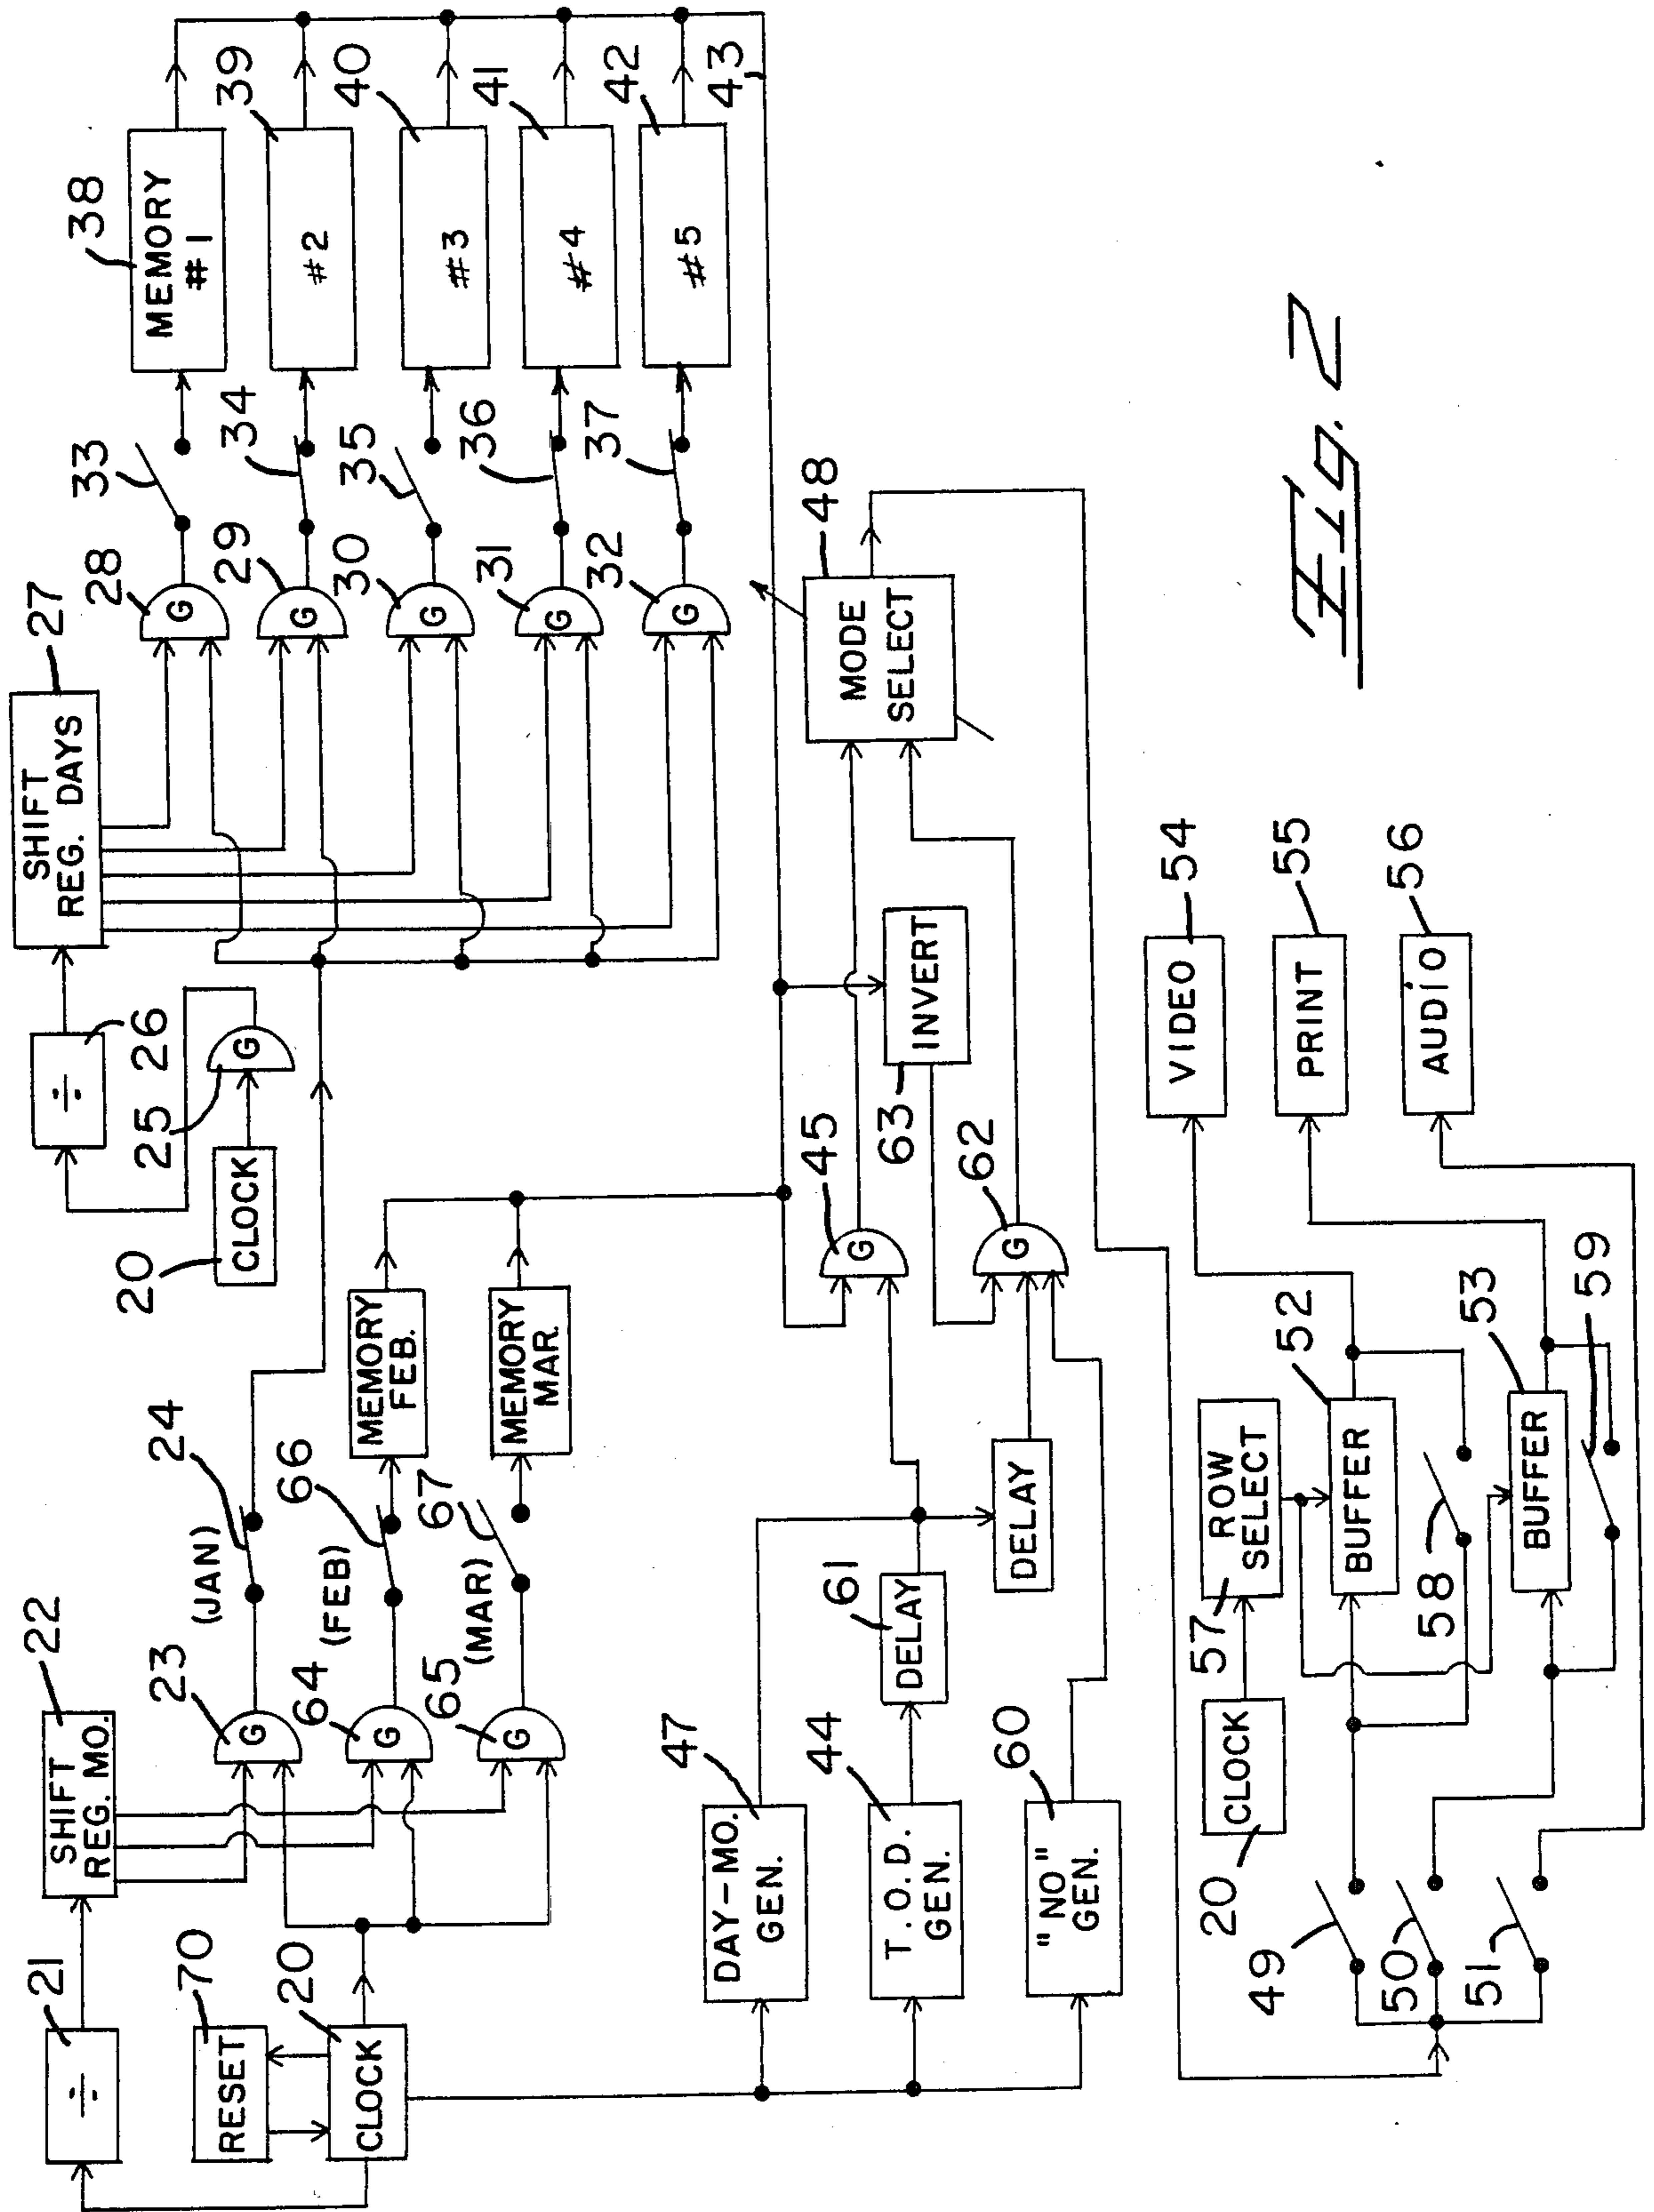 21
÷
SHIFT
REG. MO.
22
70
RESET
20
CLOCK
23
G
(JAN)
24
64
G
(FEB)
66
65
G
(MAR)
67
MEMORY
FEB.
MEMORY
MAR.
20
CLOCK
25
G
26
÷
27
SHIFT
REG. DAYS
28
G
33
38
MEMORY
#1
29
G
34
39
#2
30
G
35
40
#3
31
G
36
41
#4
32
G
37
42
#5
43
47
DAY-MO.
GEN.
44
T.O.D.
GEN.
60
"NO"
GEN.
61
DELAY
DELAY
45
G
62
G
63
INVERT
48
MODE
SELECT
49
50
51
20
CLOCK
57
ROW
SELECT
52
BUFFER
58
53
BUFFER
59
54
VIDEO
55
PRINT
56
AUDIO
Fig. 2